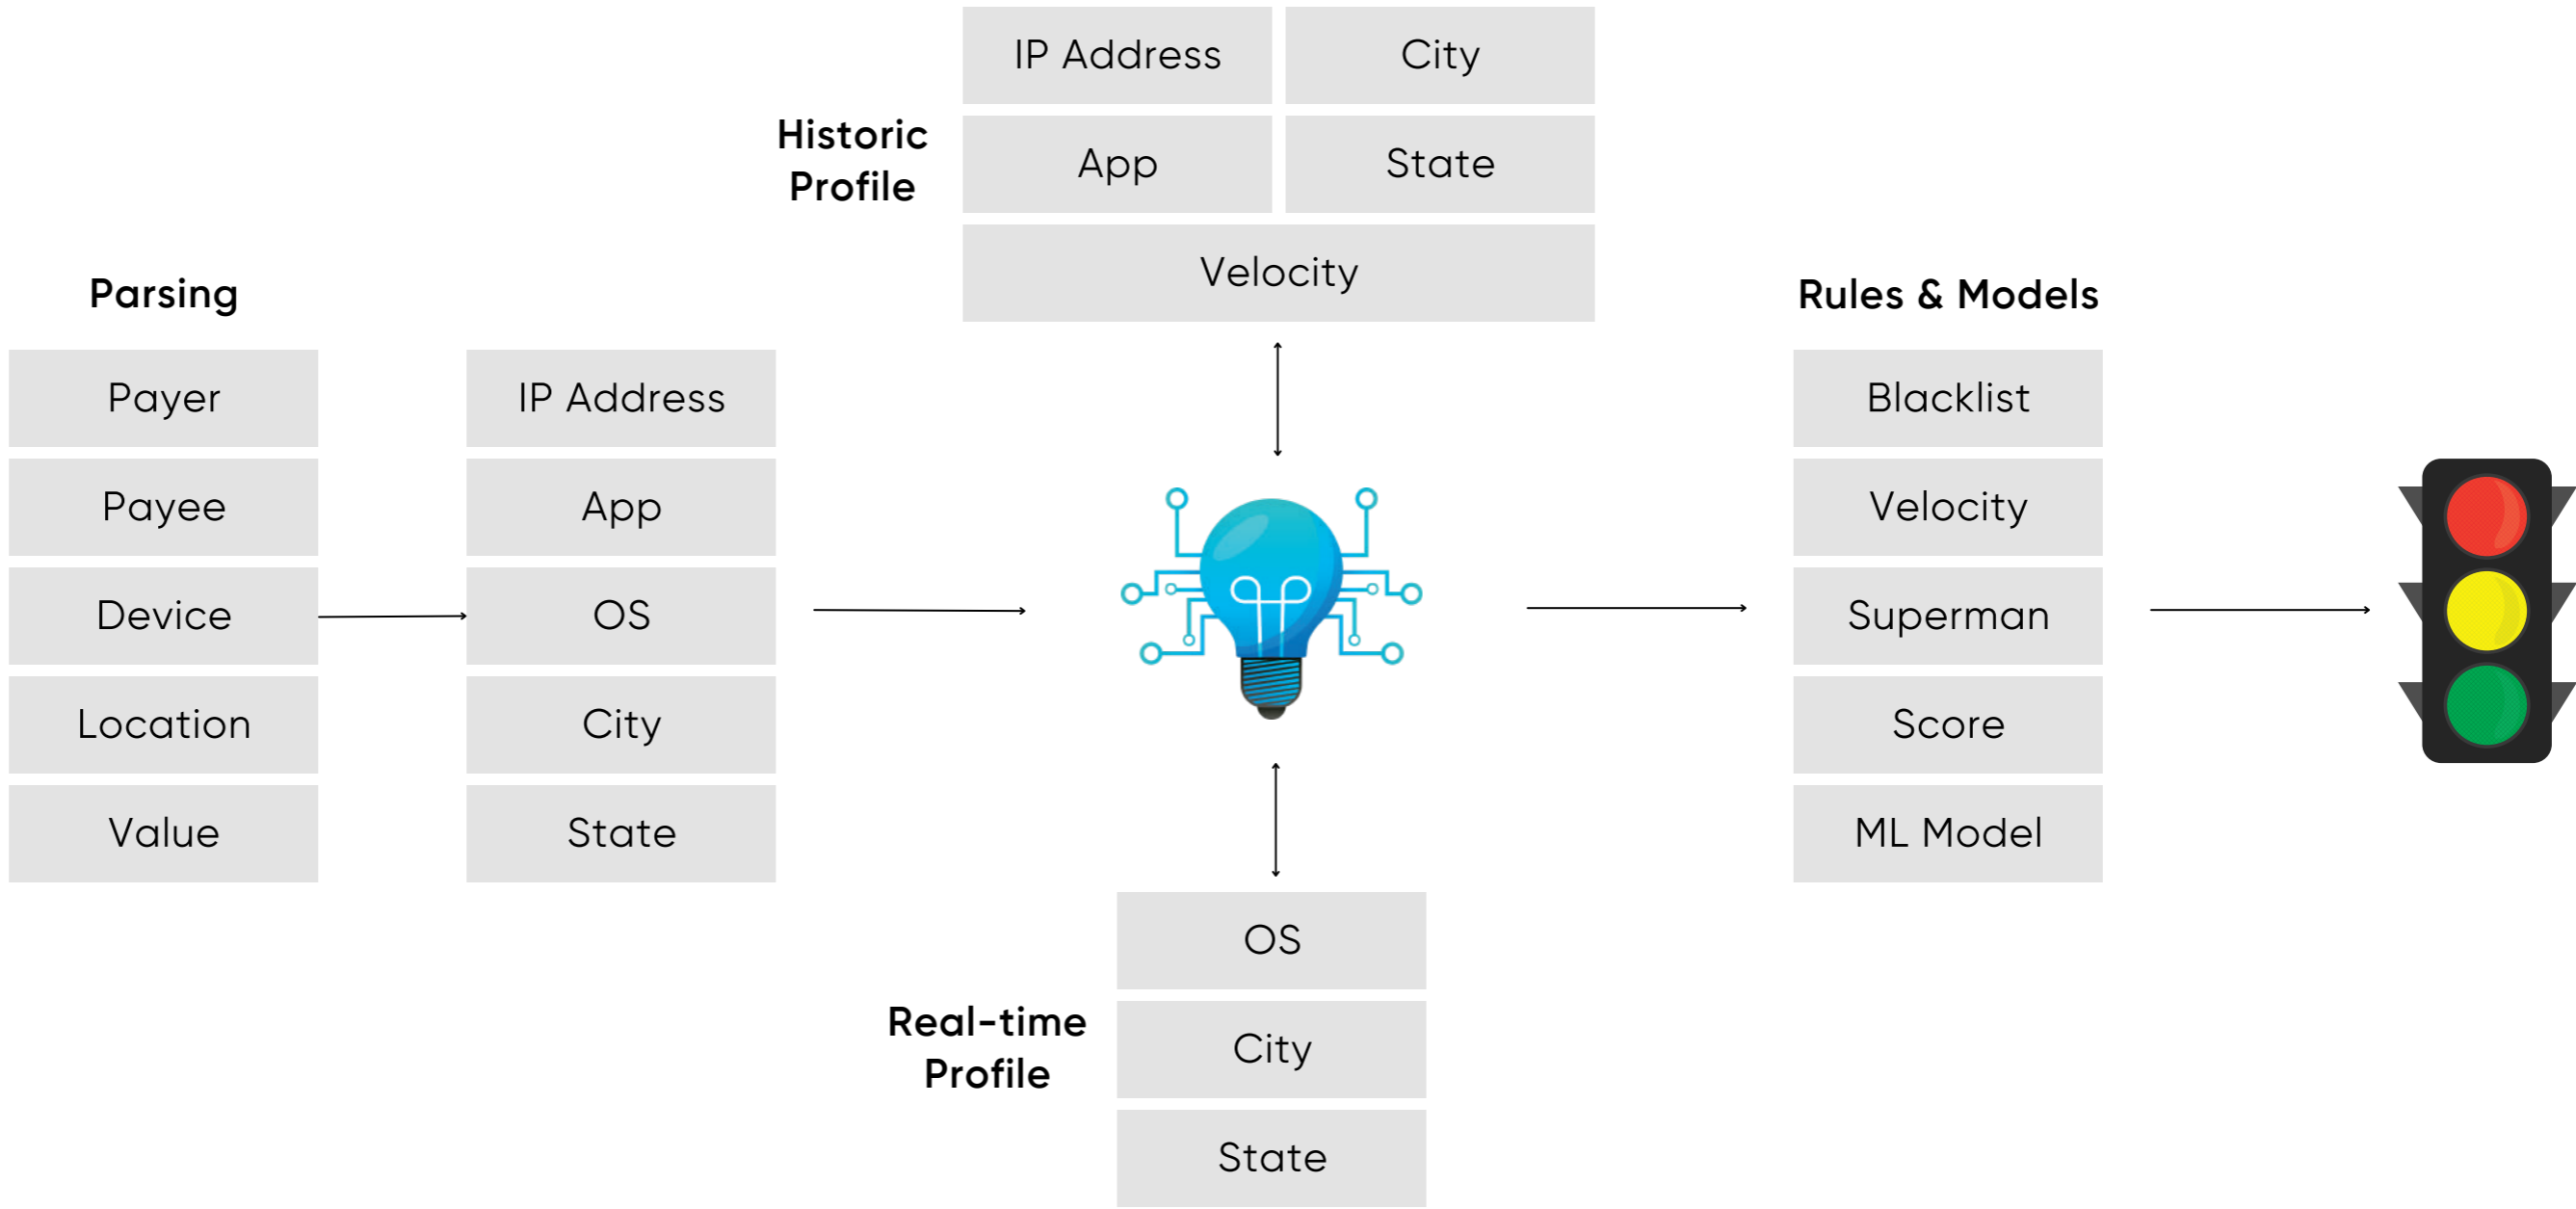 Parsing
Payer
Payee
Device
Location
Value
IP Address
App
OS
City
State
Historic
Profile
IP Address
City
App
State
Velocity
Real-time
Profile
OS
City
State
Rules & Models
Blacklist
Velocity
Superman
Score
ML Model